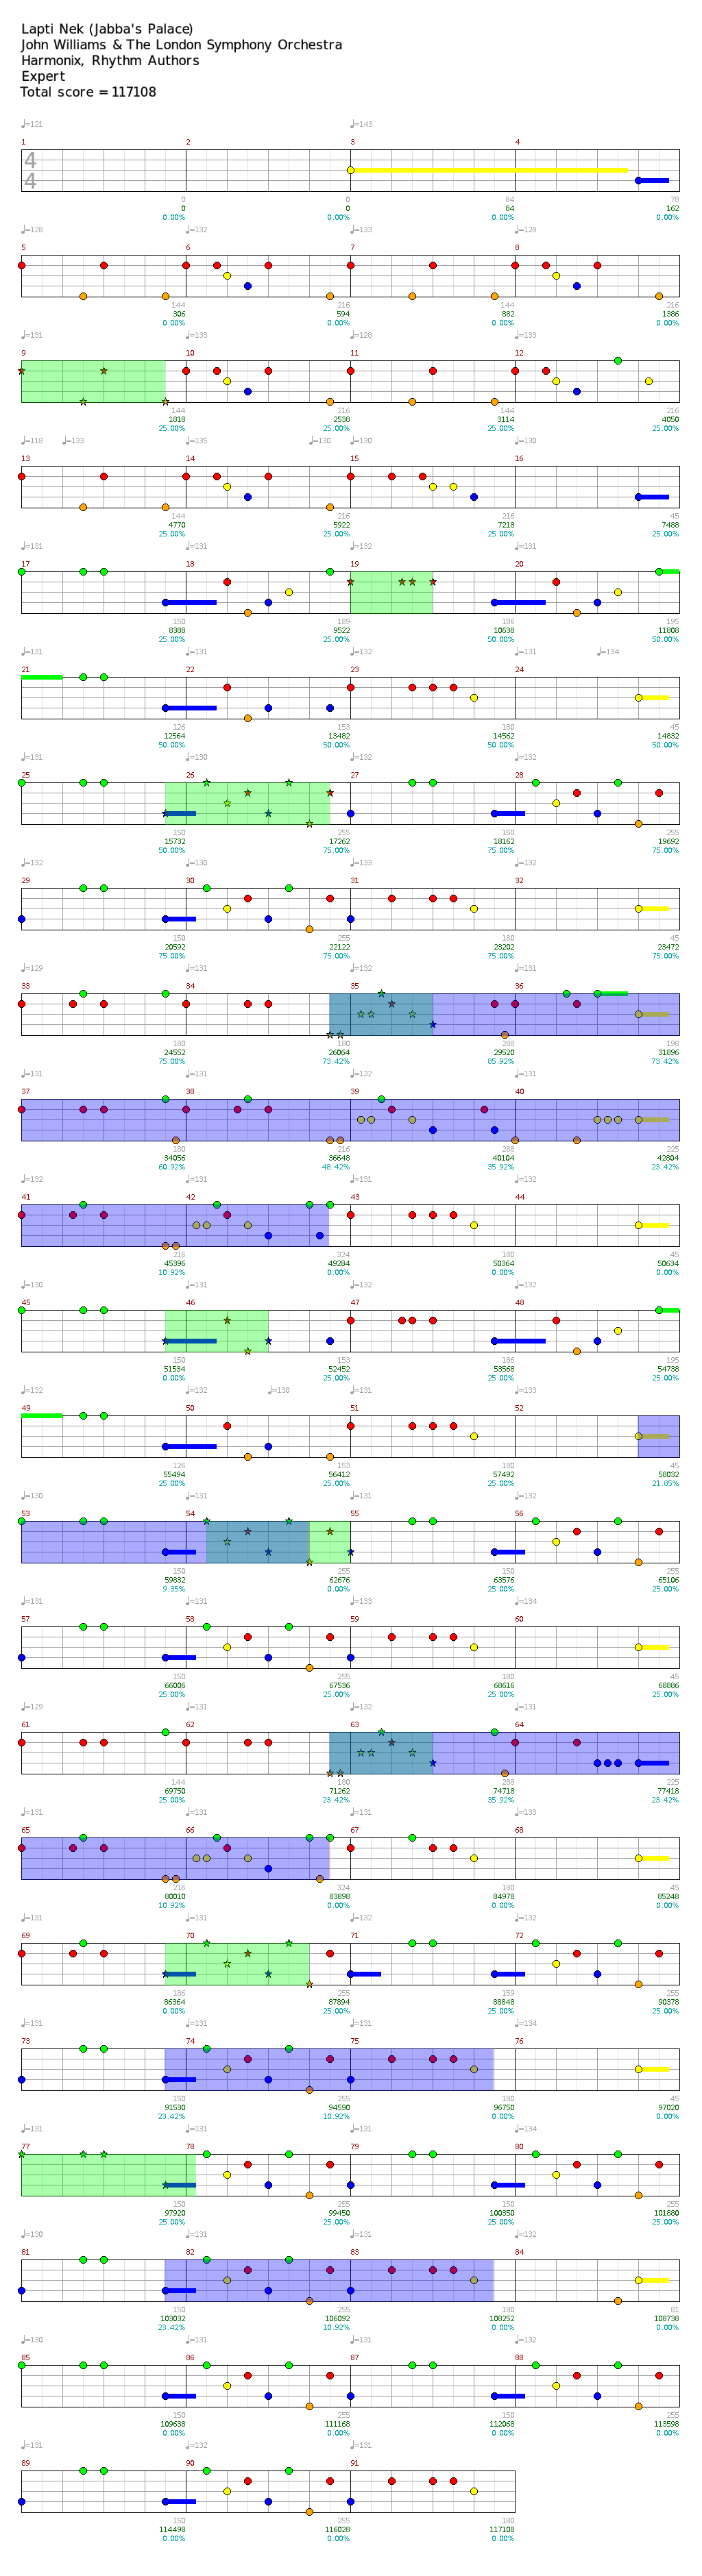 Lapti Nek (Jabba's Palace)
John Williams & The London Symphony Orchestra
Harmonix, Rhythm Authors
Expert
Total score = 117108
♩=121 ♩=143
1 2 3 4
4
4
0 0 84 78
0 0 84 162
0.00% 0.00% 0.00% 0.00%
♩=128 ♩=132 ♩=133 ♩=128
5 6 7 8
144 216 144 216
306 594 882 1386
0.00% 0.00% 0.00% 0.00%
♩=131 ♩=133 ♩=128 ♩=133
9 10 11 12
144 216 144 216
1818 2538 3114 4050
25.00% 25.00% 25.00% 25.00%
♩=118 ♩=133 ♩=135 ♩=130 ♩=130 ♩=130
13 14 15 16
144 216 216 45
4770 5922 7218 7488
25.00% 25.00% 25.00% 25.00%
♩=131 ♩=131 ♩=132 ♩=131
17 18 19 20
150 189 186 195
8388 9522 10638 11808
25.00% 25.00% 50.00% 50.00%
♩=131 ♩=131 ♩=132 ♩=131 ♩=134
21 22 23 24
126 153 180 45
12564 13482 14562 14832
50.00% 50.00% 50.00% 50.00%
♩=131 ♩=130 ♩=132 ♩=132
25 26 27 28
150 255 150 255
15732 17262 18162 19692
50.00% 75.00% 75.00% 75.00%
♩=132 ♩=130 ♩=133 ♩=132
29 30 31 32
150 255 180 45
20592 22122 23202 23472
75.00% 75.00% 75.00% 75.00%
♩=129 ♩=131 ♩=132 ♩=131
33 34 35 36
180 180 288 198
24552 26064 29520 31896
75.00% 73.42% 85.92% 73.42%
♩=131 ♩=131 ♩=132 ♩=131
37 38 39 40
180 216 288 225
34056 36648 40104 42804
60.92% 48.42% 35.92% 23.42%
♩=132 ♩=131 ♩=131 ♩=132
41 42 43 44
216 324 180 45
45396 49284 50364 50634
10.92% 0.00% 0.00% 0.00%
♩=130 ♩=131 ♩=132 ♩=132
45 46 47 48
150 153 186 195
51534 52452 53568 54738
0.00% 25.00% 25.00% 25.00%
♩=132 ♩=132 ♩=130 ♩=131 ♩=133
49 50 51 52
126 153 180 45
55494 56412 57492 58032
25.00% 25.00% 25.00% 21.85%
♩=130 ♩=131 ♩=131 ♩=132
53 54 55 56
150 255 150 255
59832 62676 63576 65106
9.35% 0.00% 25.00% 25.00%
♩=131 ♩=131 ♩=133 ♩=134
57 58 59 60
150 255 180 45
66006 67536 68616 68886
25.00% 25.00% 25.00% 25.00%
♩=129 ♩=131 ♩=132 ♩=131
61 62 63 64
144 180 288 225
69750 71262 74718 77418
25.00% 23.42% 35.92% 23.42%
♩=131 ♩=131 ♩=131 ♩=133
65 66 67 68
216 324 180 45
80010 83898 84978 85248
10.92% 0.00% 0.00% 0.00%
♩=131 ♩=131 ♩=132 ♩=132
69 70 71 72
186 255 159 255
86364 87894 88848 90378
0.00% 25.00% 25.00% 25.00%
♩=131 ♩=131 ♩=131 ♩=134
73 74 75 76
150 255 180 45
91530 94590 96750 97020
23.42% 10.92% 0.00% 0.00%
♩=131 ♩=131 ♩=131 ♩=134
77 78 79 80
150 255 150 255
97920 99450 100350 101880
25.00% 25.00% 25.00% 25.00%
♩=130 ♩=131 ♩=131 ♩=132
81 82 83 84
150 255 180 81
103032 106092 108252 108738
23.42% 10.92% 0.00% 0.00%
♩=130 ♩=131 ♩=131 ♩=132
85 86 87 88
150 255 150 255
109638 111168 112068 113598
0.00% 0.00% 0.00% 0.00%
♩=131 ♩=132 ♩=131
89 90 91
150 255 180
114498 116028 117108
0.00% 0.00% 0.00%